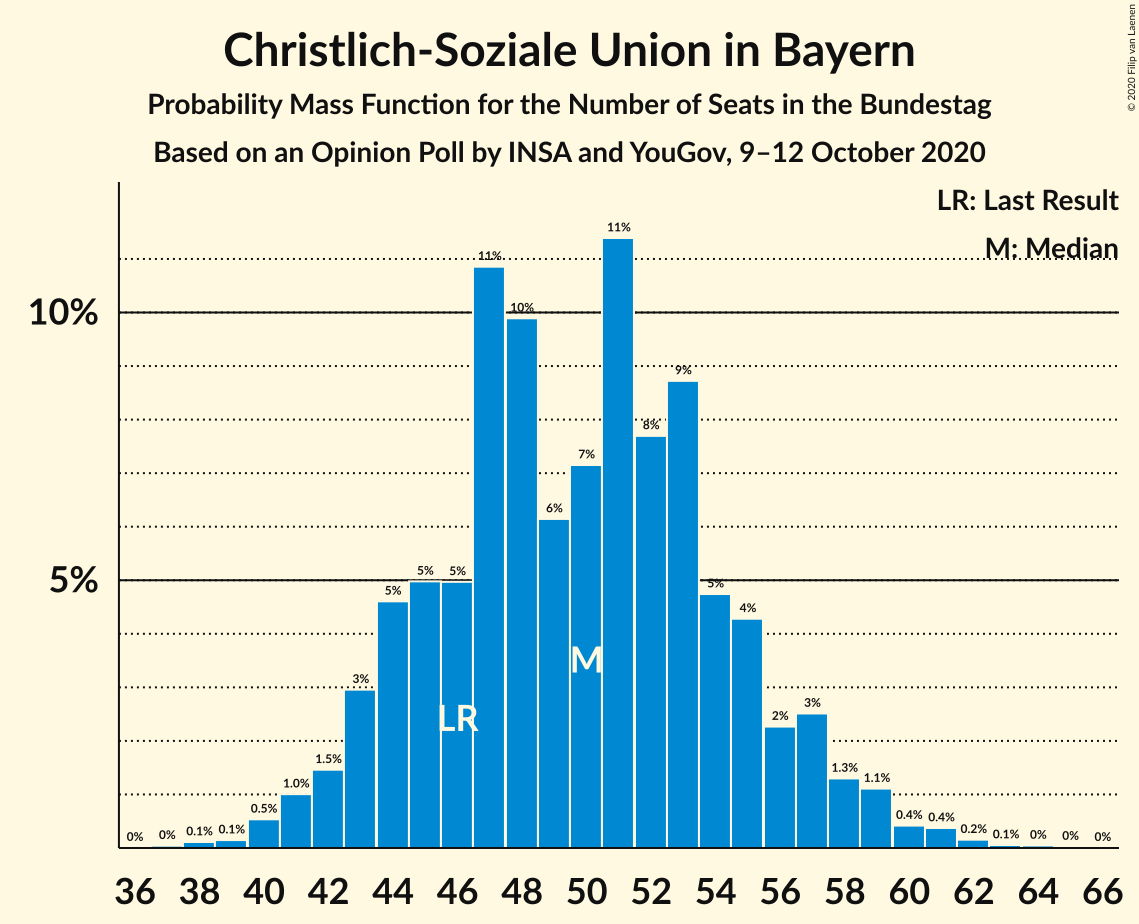 Christlich-Soziale Union in Bayern
Probability Mass Function for the Number of Seats in the Bundestag
Based on an Opinion Poll by INSA and YouGov, 9–12 October 2020
© 2020 Filip van Laenen
LR: Last Result
M: Median
10%
5%
0% 0% 0.1% 0.1% 0.5% 1.0% 1.5% 3% 5% 5% 5% 11% 10% 6% 7% 11% 8% 9% 5% 4% 2% 3% 1.3% 1.1% 0.4% 0.4% 0.2% 0.1% 0% 0% 0%
LR
M
36 38 40 42 44 46 48 50 52 54 56 58 60 62 64 66